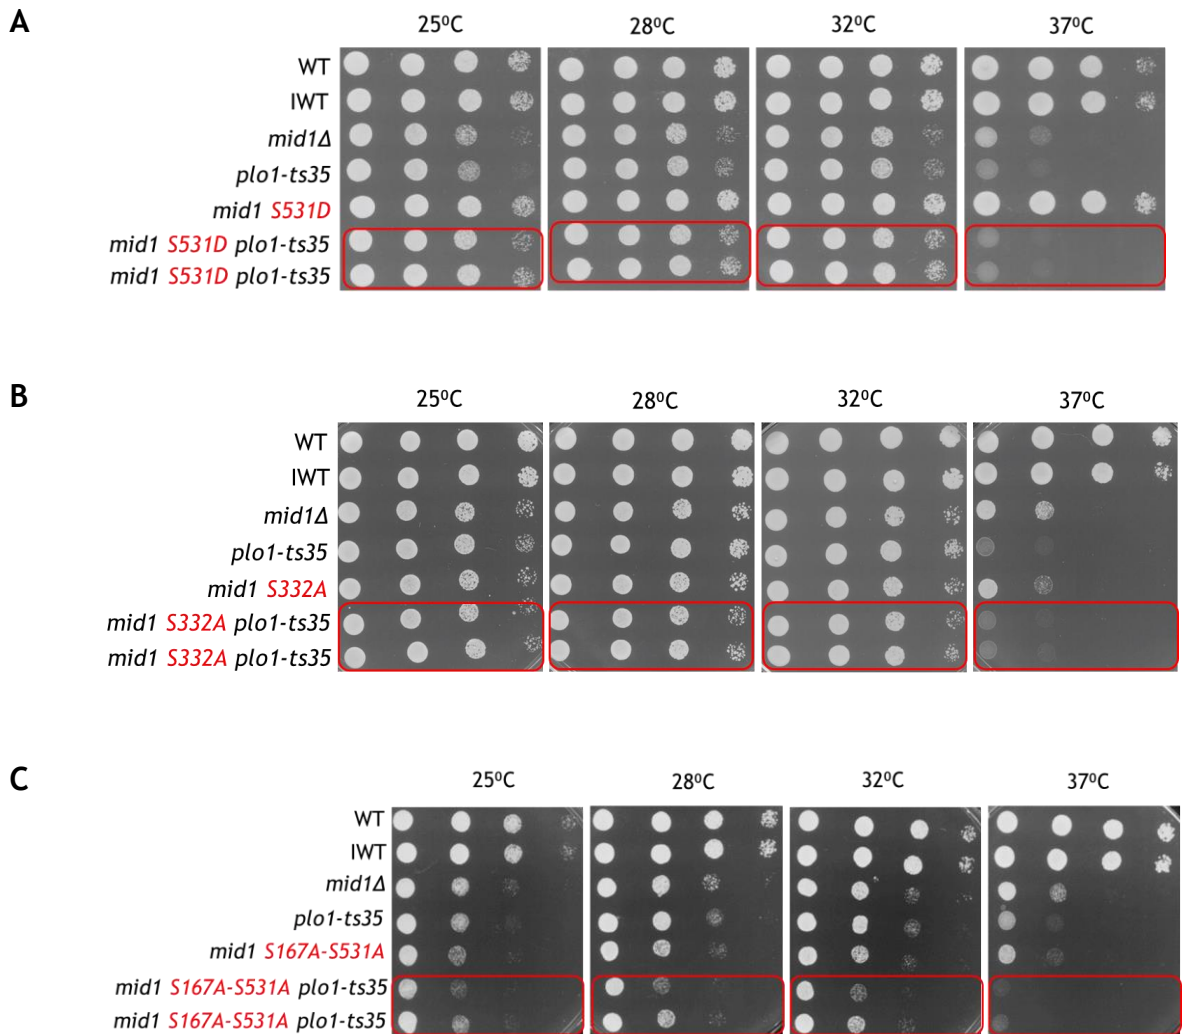 A
25⁰C 28⁰C 32⁰C 37⁰C
WT
IWT
mid1Δ
plo1-ts35
mid1 S531D
mid1 S531D plo1-ts35
mid1 S531D plo1-ts35
B
25⁰C 28⁰C 32⁰C 37⁰C
WT
IWT
mid1Δ
plo1-ts35
mid1 S332A
mid1 S332A plo1-ts35
mid1 S332A plo1-ts35
C
25⁰C 28⁰C 32⁰C 37⁰C
WT
IWT
mid1Δ
plo1-ts35
mid1 S167A-S531A
mid1 S167A-S531A plo1-ts35
mid1 S167A-S531A plo1-ts35